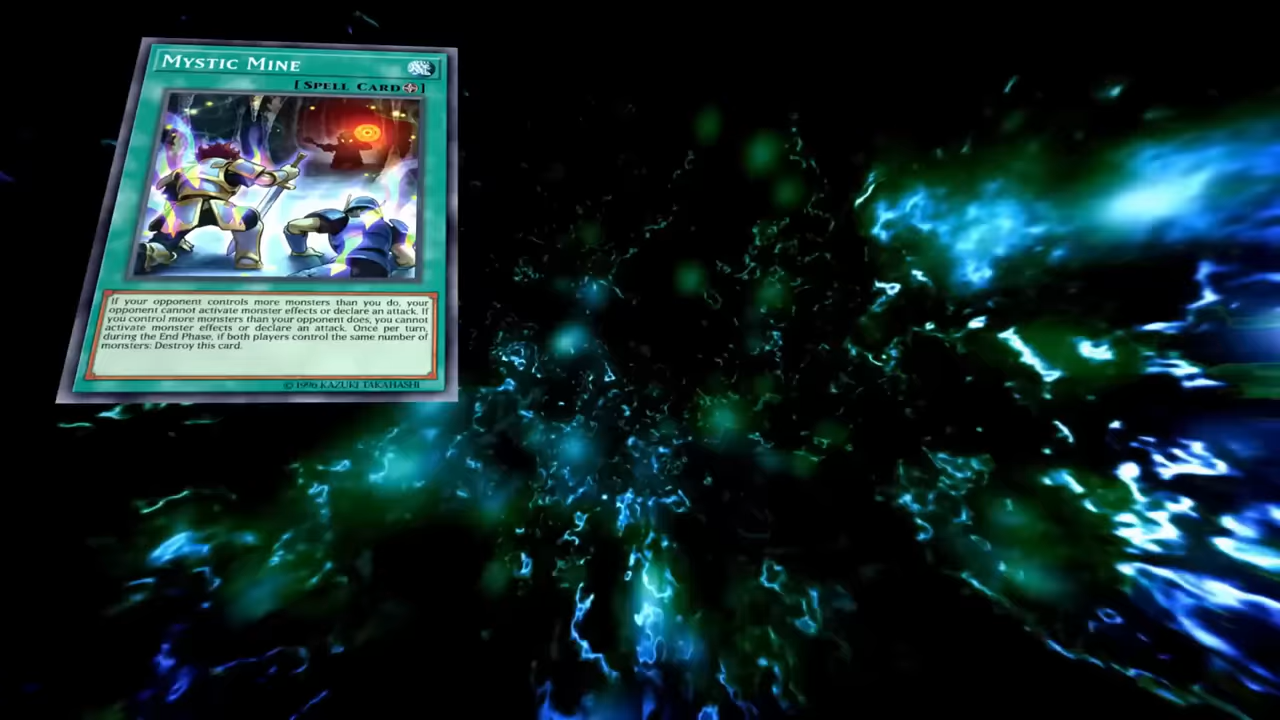 Mystic Mine
[Spell Card]
If your opponent controls more monsters than you do, your
opponent cannot activate monster effects or declare an attack. If
you control more monsters than your opponent does, you cannot
activate monster effects or declare an attack. Once per turn,
during the End Phase, if both players control the same number of
monsters: Destroy this card.
© 1996 KAZUKI TAKAHASHI